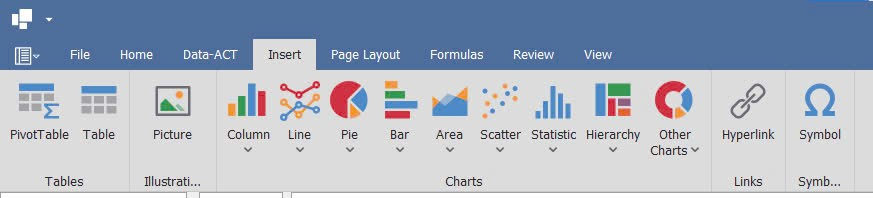 File Home Data-ACT Insert Page Layout Formulas Review View
PivotTable Table Picture Column Line Pie Bar Area Scatter Statistic Hierarchy Other Charts Hyperlink Symbol
Tables Illustrati... Charts Links Symb...